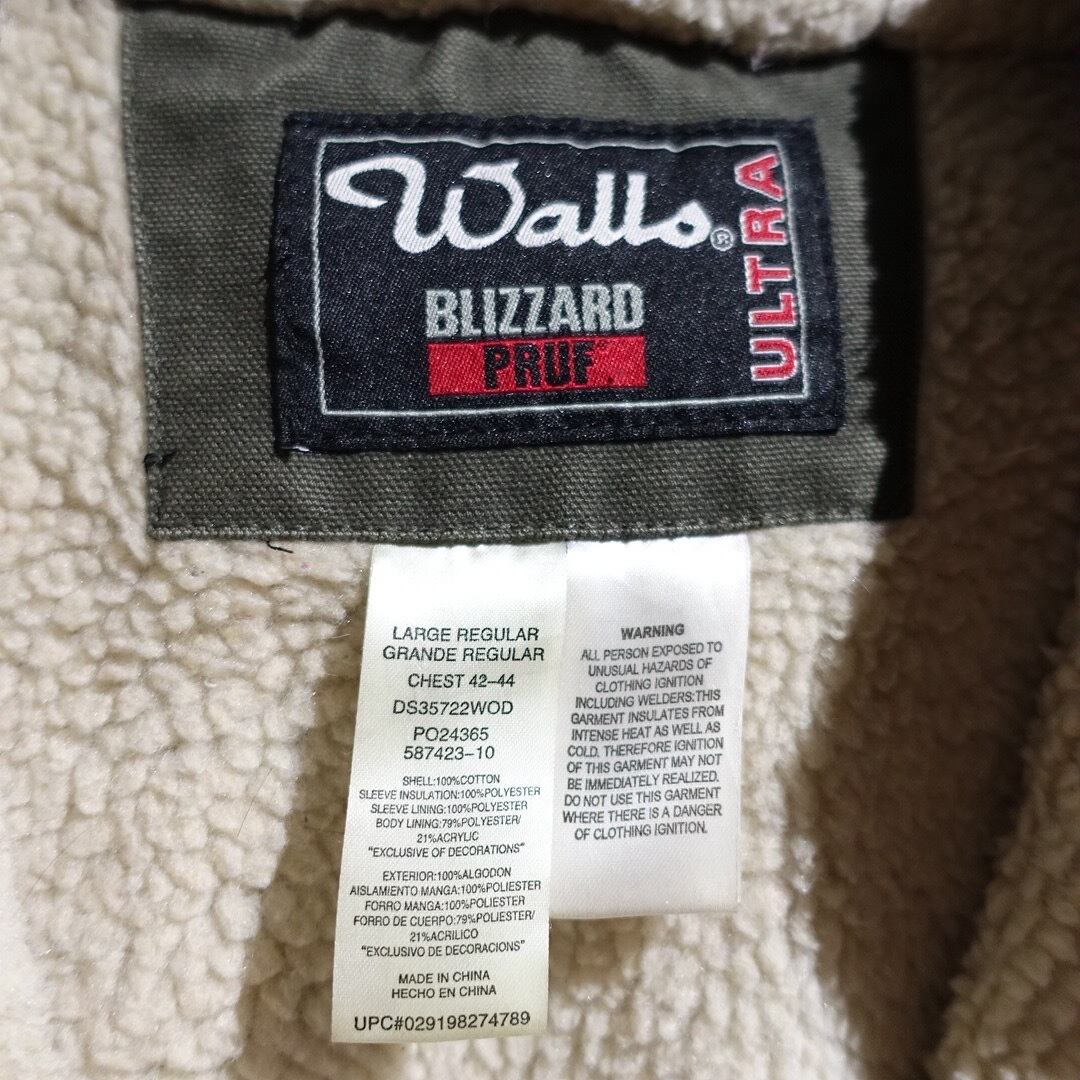 Walls®
BLIZZARD
PRUF
ULTRA
LARGE REGULAR
GRANDE REGULAR
CHEST 42-44
DS35722WOD
PO24365
587423-10
SHELL:100%COTTON
SLEEVE INSULATION:100%POLYESTER
SLEEVE LINING:100%POLYESTER
BODY LINING:79%POLYESTER/
21%ACRYLIC
"EXCLUSIVE OF DECORATIONS"
EXTERIOR:100%ALGODON
AISLAMIENTO MANGA:100%POLIESTER
FORRO MANGA:100%POLIESTER
FORRO DE CUERPO:79%POLIESTER/
21%ACRILICO
"EXCLUSIVO DE DECORACIONS"
MADE IN CHINA
HECHO EN CHINA
UPC#029198274789
WARNING
ALL PERSON EXPOSED TO
UNUSUAL HAZARDS OF
CLOTHING IGNITION
INCLUDING WELDERS:THIS
GARMENT INSULATES FROM
INTENSE HEAT AS WELL AS
COLD. THEREFORE IGNITION
OF THIS GARMENT MAY NOT
BE IMMEDIATELY REALIZED.
DO NOT USE THIS GARMENT
WHERE THERE IS A DANGER
OF CLOTHING IGNITION.